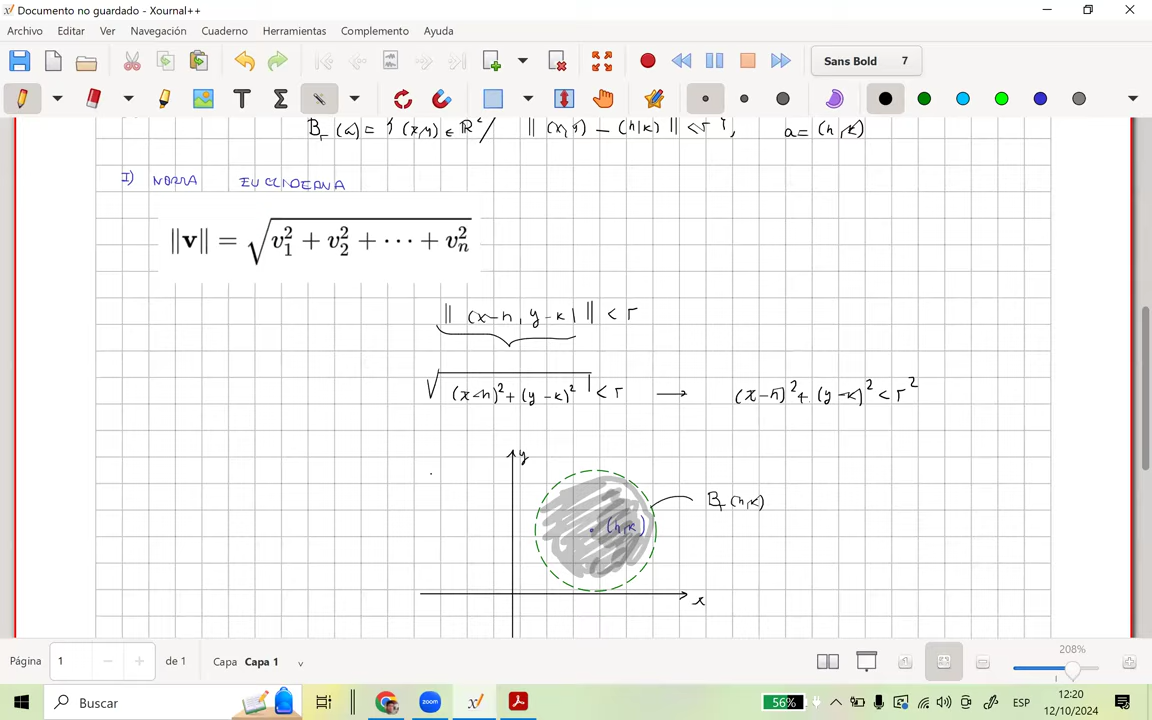 Documento no guardado - Xournal++
Archivo Editar Ver Navegación Cuaderno Herramientas Complemento Ayuda
Sans Bold 7
B_r(a) = { (x,y) ∈ ℝ² / ‖ (x,y) − (h,k) ‖ < r }, a = (h,k)
I) NORMA EUCLIDEANA
‖v‖ = √(v₁² + v₂² + ··· + vₙ²)
‖ (x−h, y−k) ‖ < r
√((x−h)² + (y−k)²) < r → (x−h)² + (y−k)² < r²
y
B_r(h,k)
(h,k)
x
Página 1 de 1 Capa Capa 1 208%
Buscar 56% ESP 12:20
12/10/2024